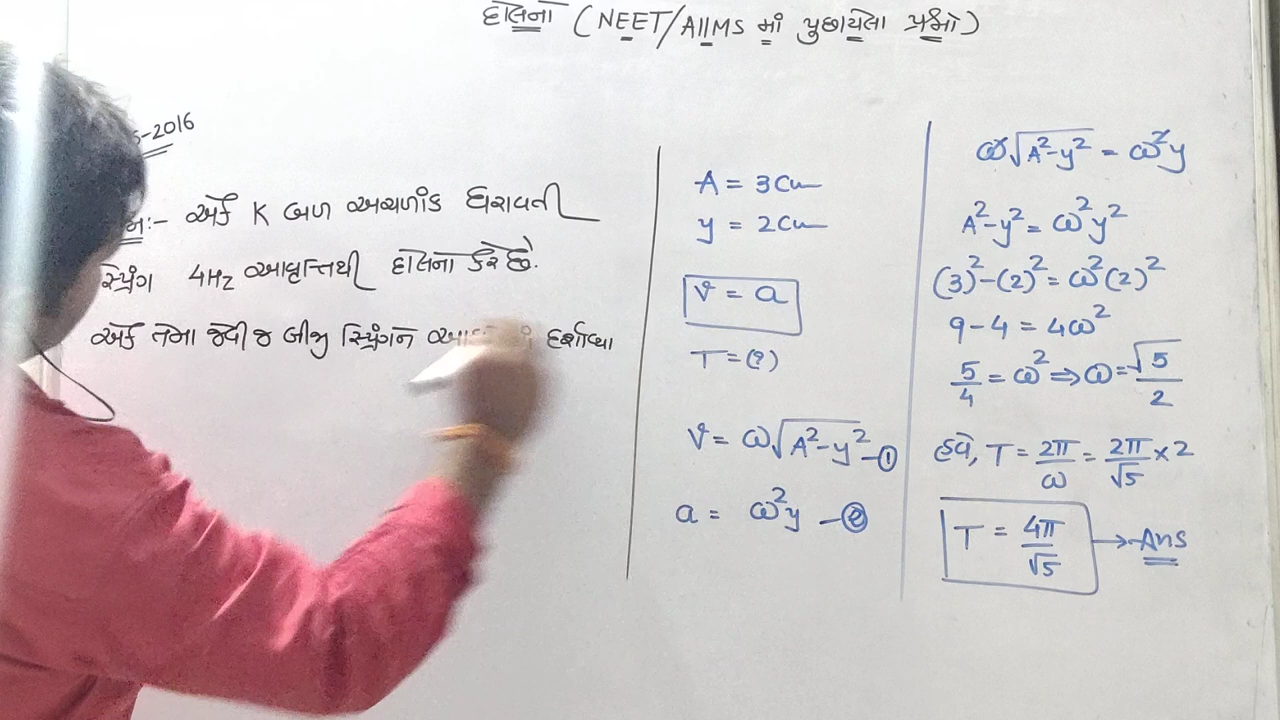 હાલના (NEET/AIIMS માં પુછાયેલા પ્રશ્નો)
-2016
એક K બળ અચળાંક ધરાવતી
સ્પ્રિંગ 4Hz આવૃત્તિથી હાલના કરે છે.
એક તેના જેવી જ બીજી સ્પ્રિંગને દર્શાવ્યા
A = 3cm
y = 2cm
v = a
T = (?)
v = ω√(A²-y²) -①
a = ω²y -②
ω√(A²-y²) = ω²y
A²-y² = ω²y²
(3)²-(2)² = ω²(2)²
9-4 = 4ω²
5/4 = ω² ⇒ ω = √5/2
હવે, T = 2π/ω = 2π/√5 × 2
T = 4π/√5 → Ans